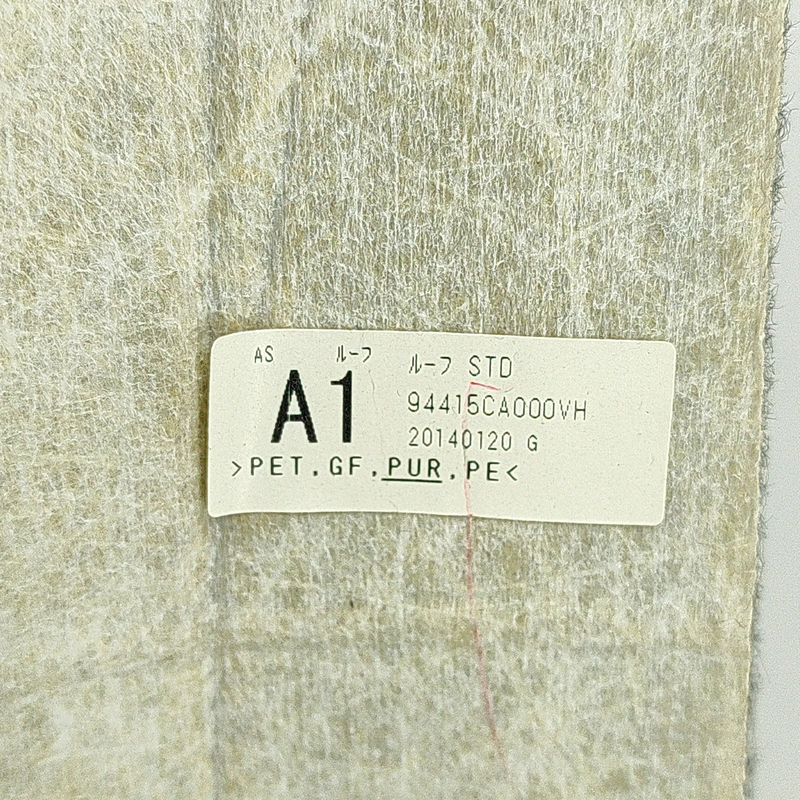 AS ﾙｰﾌ ﾙｰﾌ STD
A1 94415CA000VH
20140120 G
>PET.GF.PUR.PE<